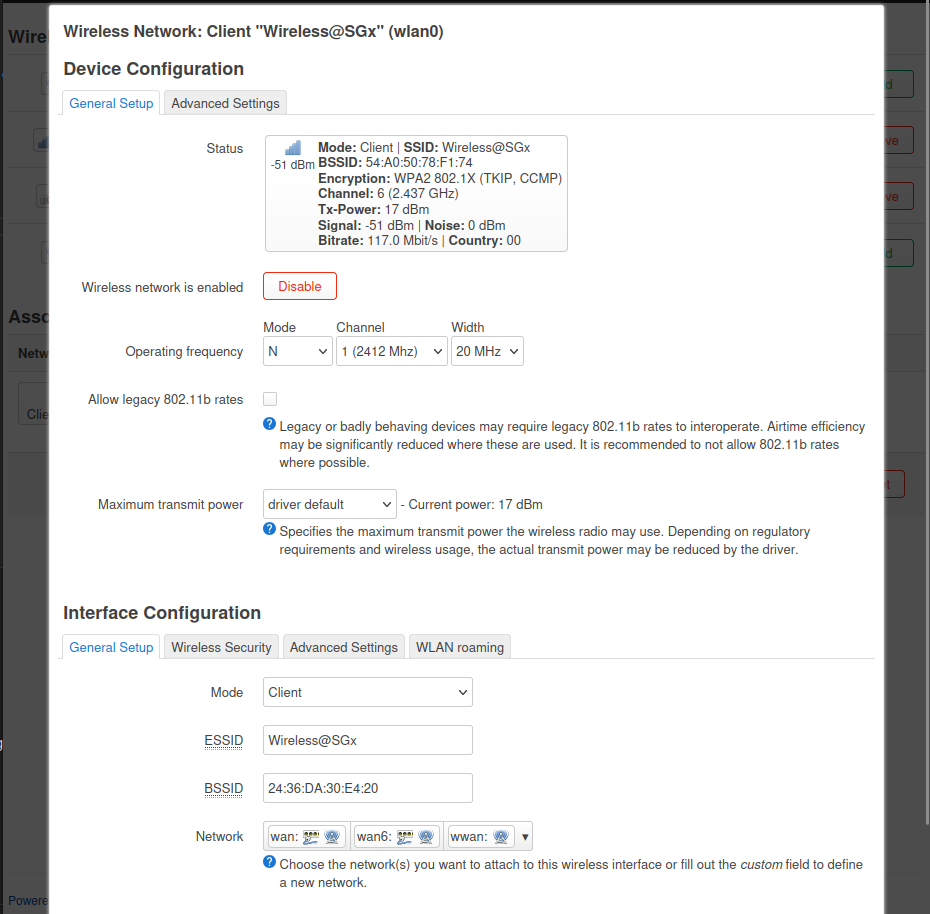 Wireless Network: Client "Wireless@SGx" (wlan0)
Wire
Device Configuration
General Setup
Advanced Settings
d
Status
-51 dBm
Mode: Client | SSID: Wireless@SGx
BSSID: 54:A0:50:78:F1:74
Encryption: WPA2 802.1X (TKIP, CCMP)
Channel: 6 (2.437 GHz)
Tx-Power: 17 dBm
Signal: -51 dBm | Noise: 0 dBm
Bitrate: 117.0 Mbit/s | Country: 00
ve
ve
d
Wireless network is enabled
Disable
Asso
Mode Channel Width
Operating frequency
N
1 (2412 Mhz)
20 MHz
Netw
Allow legacy 802.11b rates
Clie
Legacy or badly behaving devices may require legacy 802.11b rates to interoperate. Airtime efficiency
may be significantly reduced where these are used. It is recommended to not allow 802.11b rates
where possible.
t
Maximum transmit power
driver default
- Current power: 17 dBm
Specifies the maximum transmit power the wireless radio may use. Depending on regulatory
requirements and wireless usage, the actual transmit power may be reduced by the driver.
Interface Configuration
General Setup
Wireless Security
Advanced Settings
WLAN roaming
Mode
Client
ESSID
Wireless@SGx
BSSID
24:36:DA:30:E4:20
Network
wan:
wan6:
wwan:
Choose the network(s) you want to attach to this wireless interface or fill out the custom field to define
a new network.
Powere